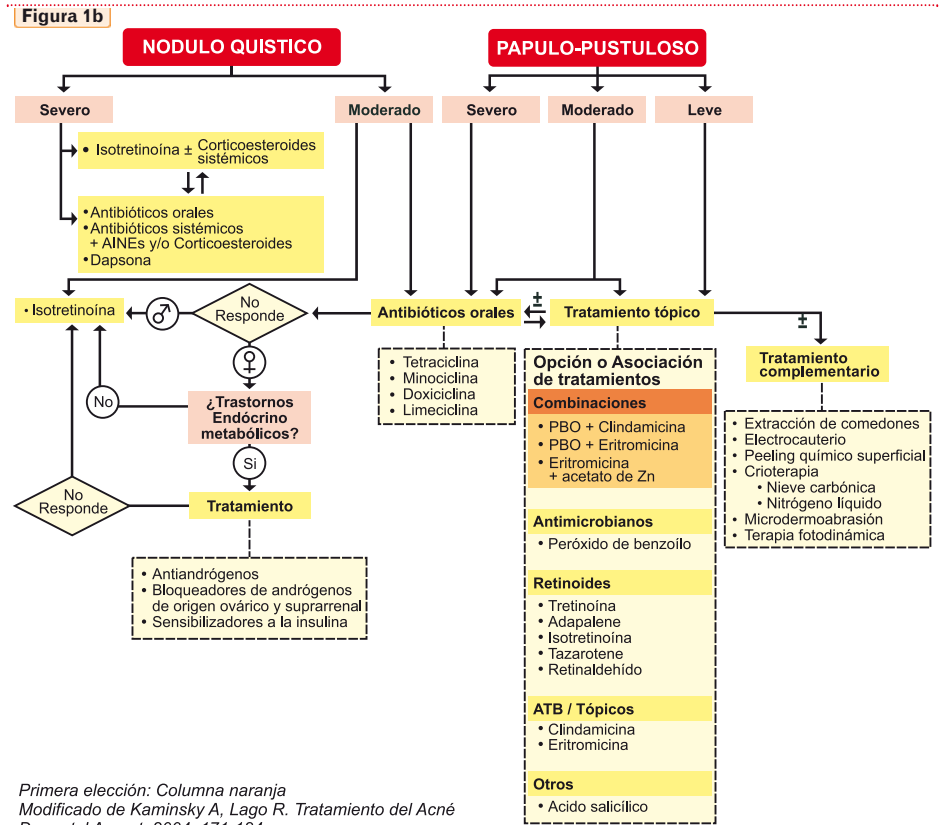 Figura 1b
NODULO QUISTICO
PAPULO-PUSTULOSO
Severo
Moderado
Severo
Moderado
Leve
• Isotretinoína ± Corticoesteroides
sistémicos
• Antibióticos orales
• Antibióticos sistémicos
+ AINEs y/o Corticoesteroides
• Dapsona
• Isotretinoína
♂
No
Responde
Antibióticos orales
±
Tratamiento tópico
±
♀
• Tetraciclina
• Minociclina
• Doxiciclina
• Limeciclina
No
¿Trastornos
Endócrino
metabólicos?
Si
No
Responde
Tratamiento
• Antiandrógenos
• Bloqueadores de andrógenos
de origen ovárico y suprarrenal
• Sensibilizadores a la insulina
Opción o Asociación
de tratamientos
Combinaciones
• PBO + Clindamicina
• PBO + Eritromicina
• Eritromicina
+ acetato de Zn
Antimicrobianos
• Peróxido de benzoílo
Retinoides
• Tretinoína
• Adapalene
• Isotretinoína
• Tazarotene
• Retinaldehído
ATB / Tópicos
• Clindamicina
• Eritromicina
Otros
• Acido salicílico
Tratamiento
complementario
• Extracción de comedones
• Electrocauterio
• Peeling químico superficial
• Crioterapia
• Nieve carbónica
• Nitrógeno líquido
• Microdermoabrasión
• Terapia fotodinámica
Primera elección: Columna naranja
Modificado de Kaminsky A, Lago R. Tratamiento del Acné